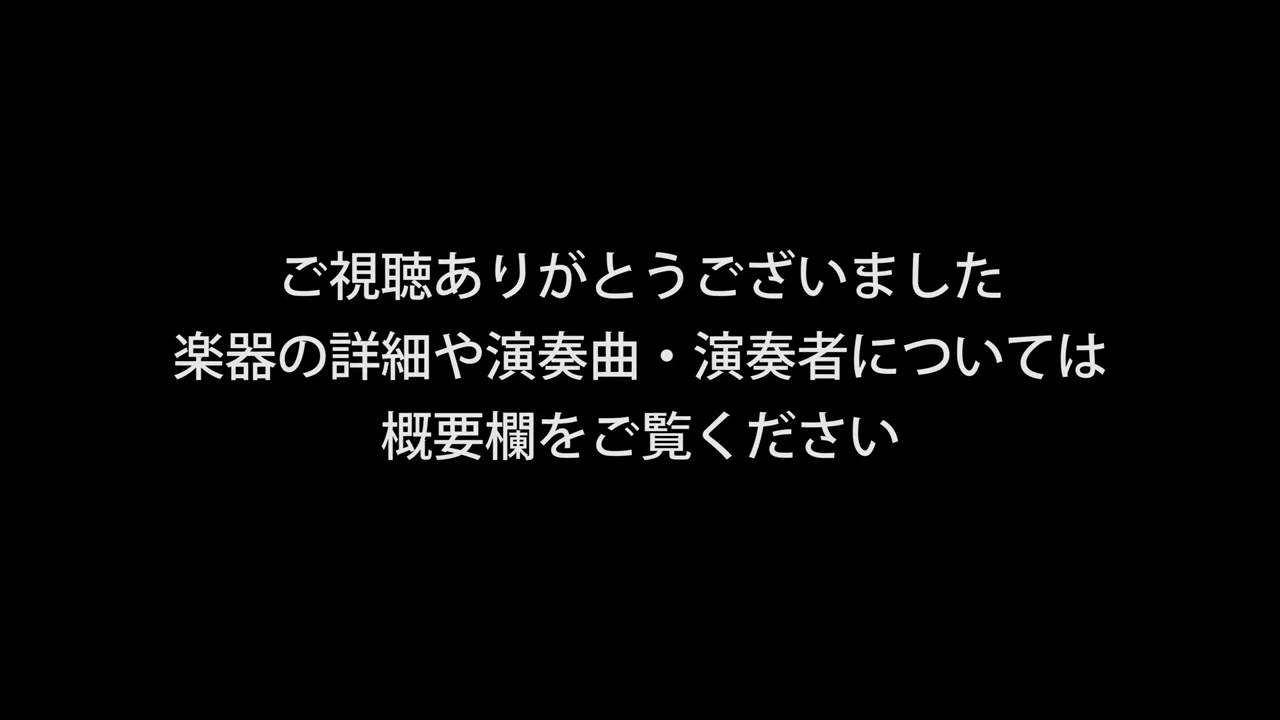 ご視聴ありがとうございました
楽器の詳細や演奏曲・演奏者については
概要欄をご覧ください